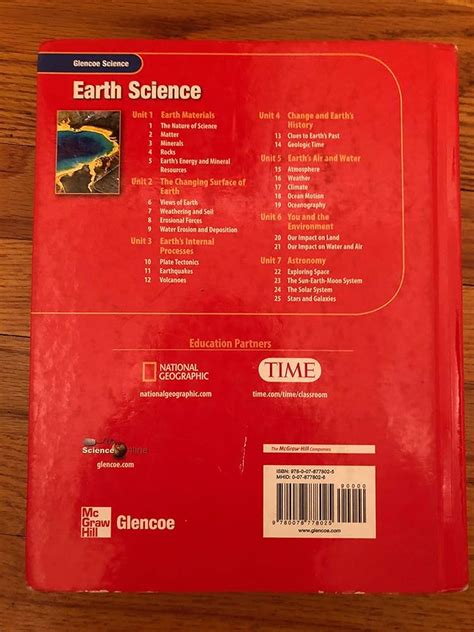 Glencoe Science
Earth Science
Unit 1 Earth Materials
1 The Nature of Science
2 Matter
3 Minerals
4 Rocks
5 Earth's Energy and Mineral
Resources
Unit 2 The Changing Surface of
Earth
6 Views of Earth
7 Weathering and Soil
8 Erosional Forces
9 Water Erosion and Deposition
Unit 3 Earth's Internal
Processes
10 Plate Tectonics
11 Earthquakes
12 Volcanoes
Unit 4 Change and Earth's
History
13 Clues to Earth's Past
14 Geologic Time
Unit 5 Earth's Air and Water
15 Atmosphere
16 Weather
17 Climate
18 Ocean Motion
19 Oceanography
Unit 6 You and the
Environment
20 Our Impact on Land
21 Our Impact on Water and Air
Unit 7 Astronomy
22 Exploring Space
23 The Sun-Earth-Moon System
24 The Solar System
25 Stars and Galaxies
Education Partners
NATIONAL
GEOGRAPHIC
nationalgeographic.com
TIME
time.com/time/classroom
Science Online
glencoe.com
The McGraw-Hill Companies
ISBN: 978-0-07-877802-5
MHID: 0-07-877802-6
90000
9 780078 778025
Mc
Graw
Hill
Glencoe